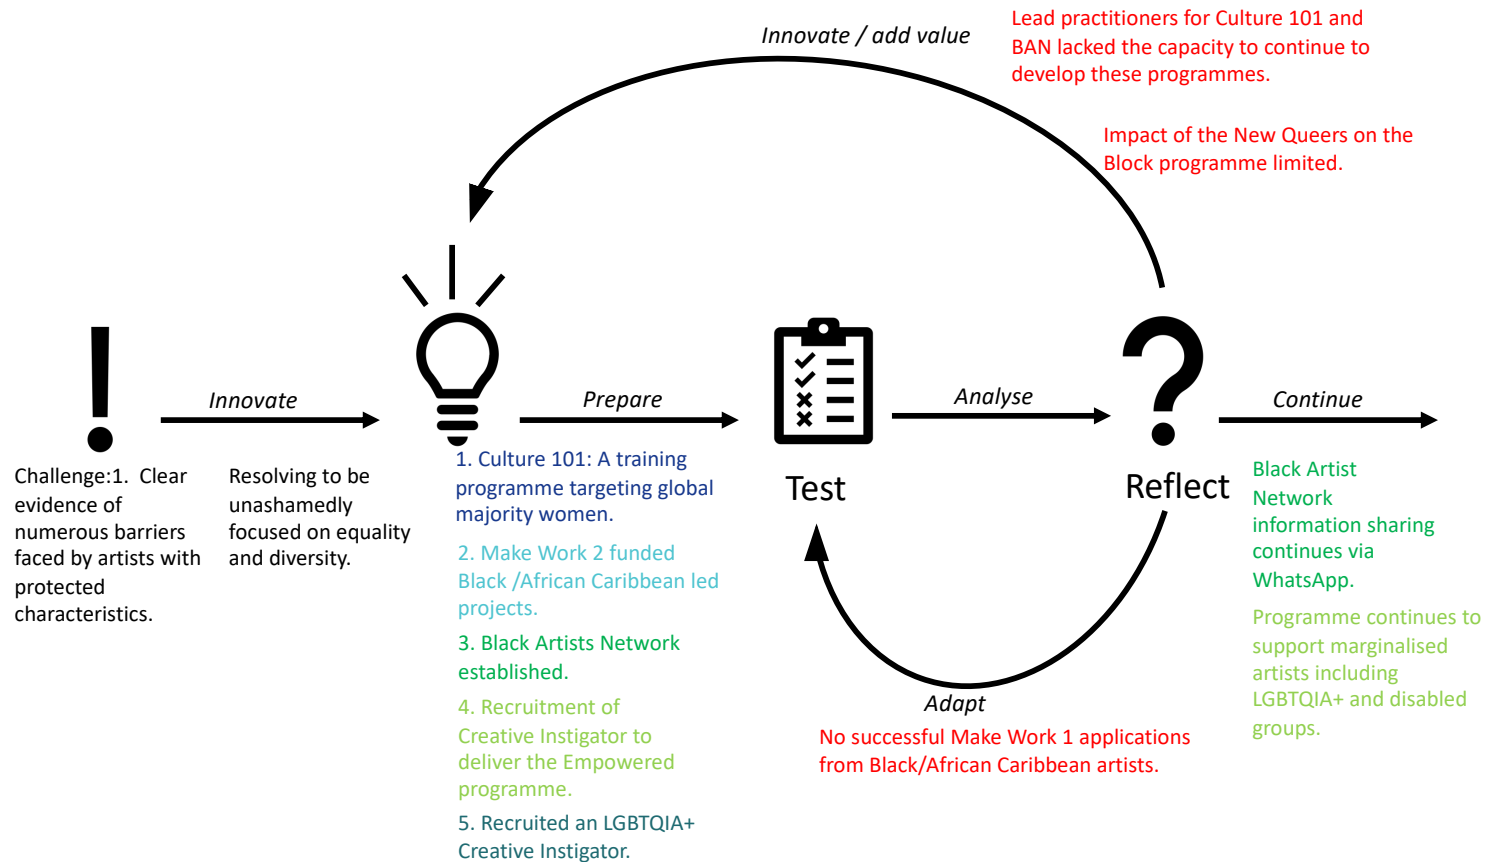 Innovate / add value
Lead practitioners for Culture 101 and
BAN lacked the capacity to continue to
develop these programmes.
Impact of the New Queers on the
Block programme limited.
Innovate
Prepare
Analyse
Continue
Challenge:1.  Clear
evidence of
numerous barriers
faced by artists with
protected
characteristics.
Resolving to be
unashamedly
focused on equality
and diversity.
1. Culture 101: A training
programme targeting global
majority women.
2. Make Work 2 funded
Black /African Caribbean led
projects.
3. Black Artists Network
established.
4. Recruitment of
Creative Instigator to
deliver the Empowered
programme.
5. Recruited an LGBTQIA+
Creative Instigator.
Test
Reflect
Adapt
No successful Make Work 1 applications
from Black/African Caribbean artists.
Black Artist
Network
information sharing
continues via
WhatsApp.
Programme continues to
support marginalised
artists including
LGBTQIA+ and disabled
groups.